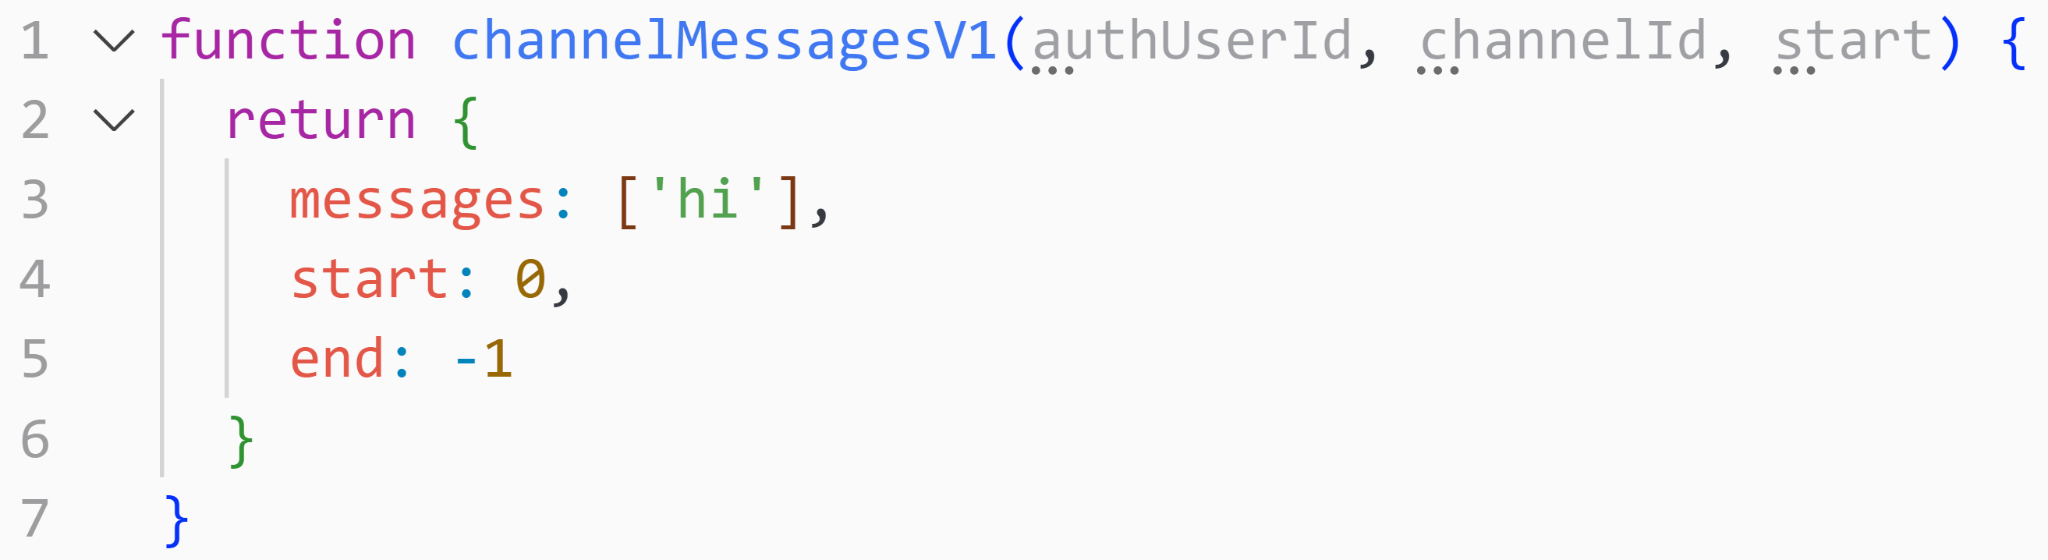 1 function channelMessagesV1(authUserId, channelId, start) {
2   return {
3     messages: ['hi'],
4     start: 0,
5     end: -1
6   }
7 }